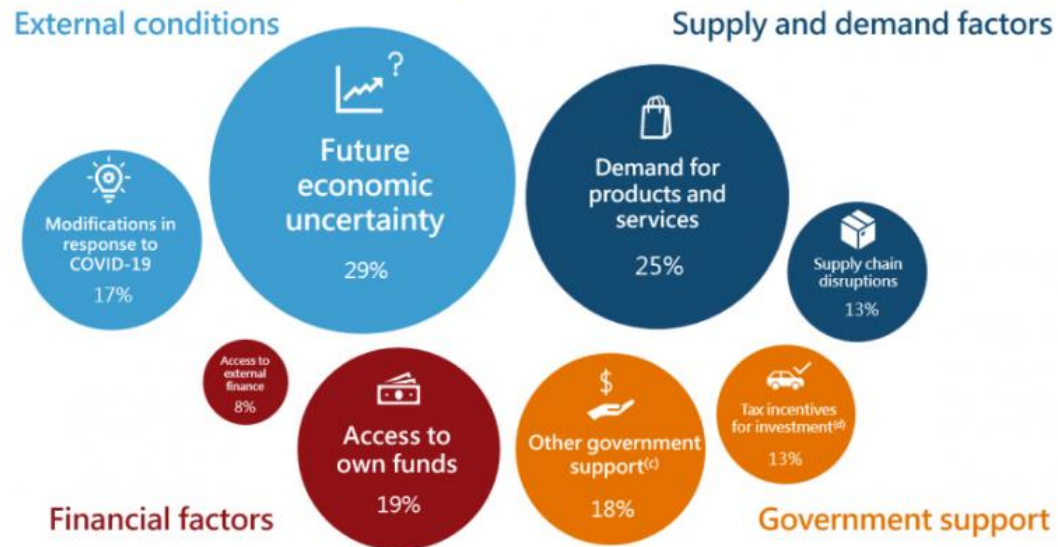 External conditions
Supply and demand factors
?
Future
economic
uncertainty
29%
Demand for
products and
services
25%
Modifications in
response to
COVID-19
17%
Supply chain
disruptions
13%
Access to
external
finance
8%
Access to
own funds
19%
$
Other government
support(c)
18%
Tax incentives
for investment(d)
13%
Financial factors
Government support